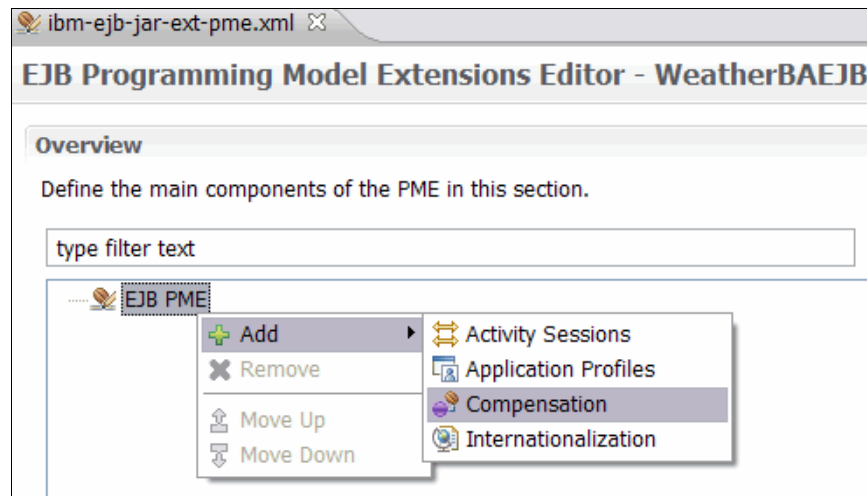 ibm-ejb-jar-ext-pme.xml
EJB Programming Model Extensions Editor - WeatherBAEJB
Overview
Define the main components of the PME in this section.
type filter text
EJB PME
Add
Activity Sessions
Remove
Application Profiles
Compensation
Move Up
Internationalization
Move Down